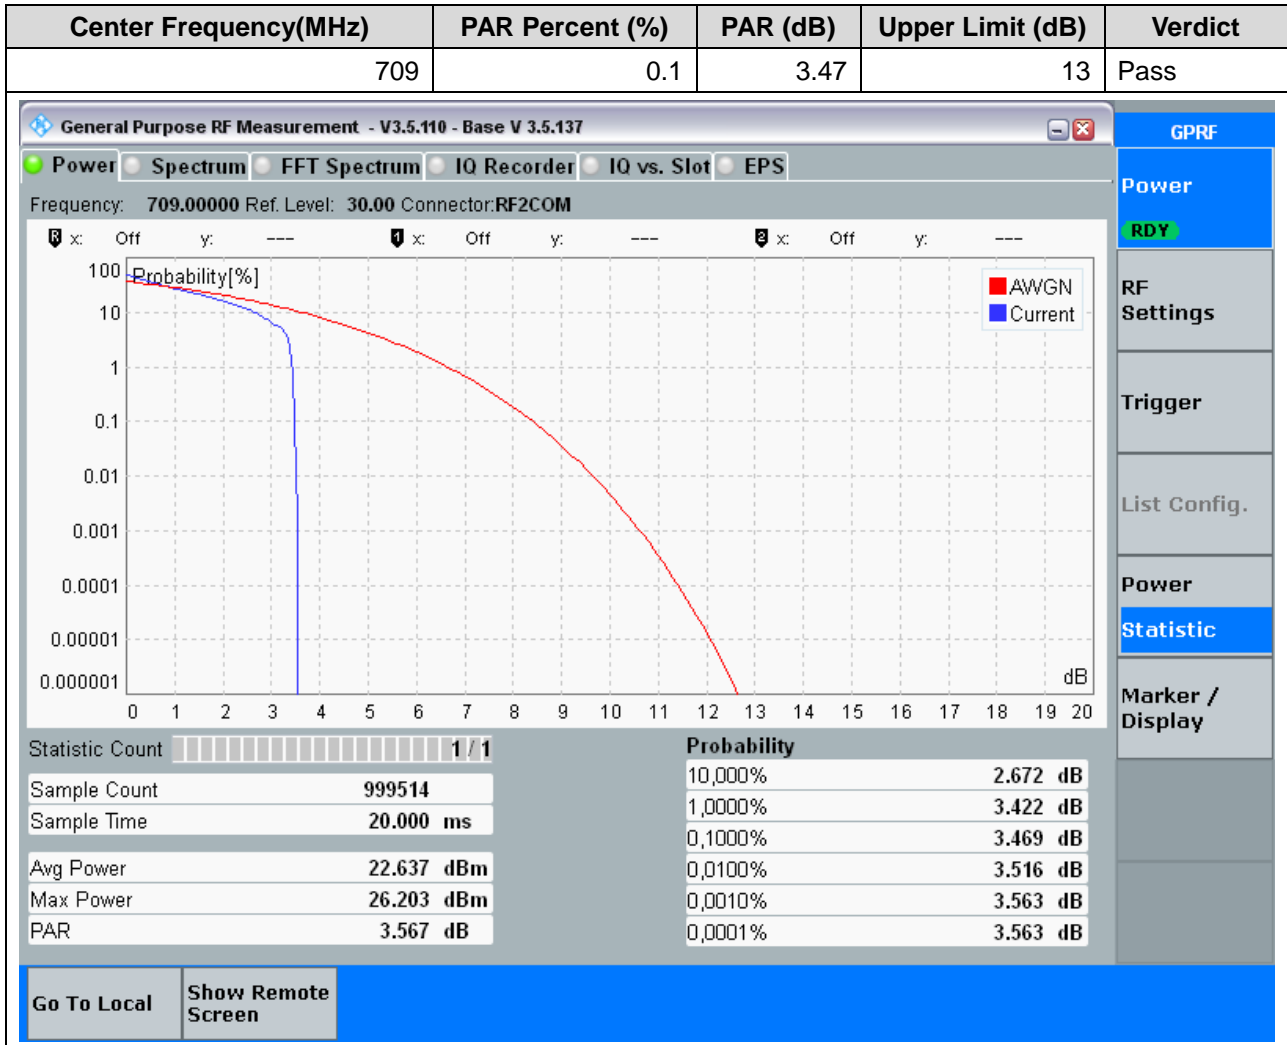 Center Frequency(MHz) PAR Percent (%) PAR (dB) Upper Limit (dB) Verdict
709 0.1 3.47 13 Pass
General Purpose RF Measurement - V3.5.110 - Base V 3.5.137
GPRF
Power Spectrum FFT Spectrum IQ Recorder IQ vs. Slot EPS
Frequency: 709.00000 Ref. Level: 30.00 Connector:RF2COM
Power
RDY
R x: Off y: --- 1 x: Off y: --- 2 x: Off y: ---
Probability[%]
AWGN
Current
100
10
1
0.1
0.01
0.001
0.0001
0.00001
0.000001
dB
0 1 2 3 4 5 6 7 8 9 10 11 12 13 14 15 16 17 18 19 20
RF
Settings
Trigger
List Config.
Power
Statistic
Marker /
Display
Statistic Count 1 / 1
Sample Count 999514
Sample Time 20.000 ms
Avg Power 22.637 dBm
Max Power 26.203 dBm
PAR 3.567 dB
Probability
10,000% 2.672 dB
1,0000% 3.422 dB
0,1000% 3.469 dB
0,0100% 3.516 dB
0,0010% 3.563 dB
0,0001% 3.563 dB
Go To Local
Show Remote
Screen